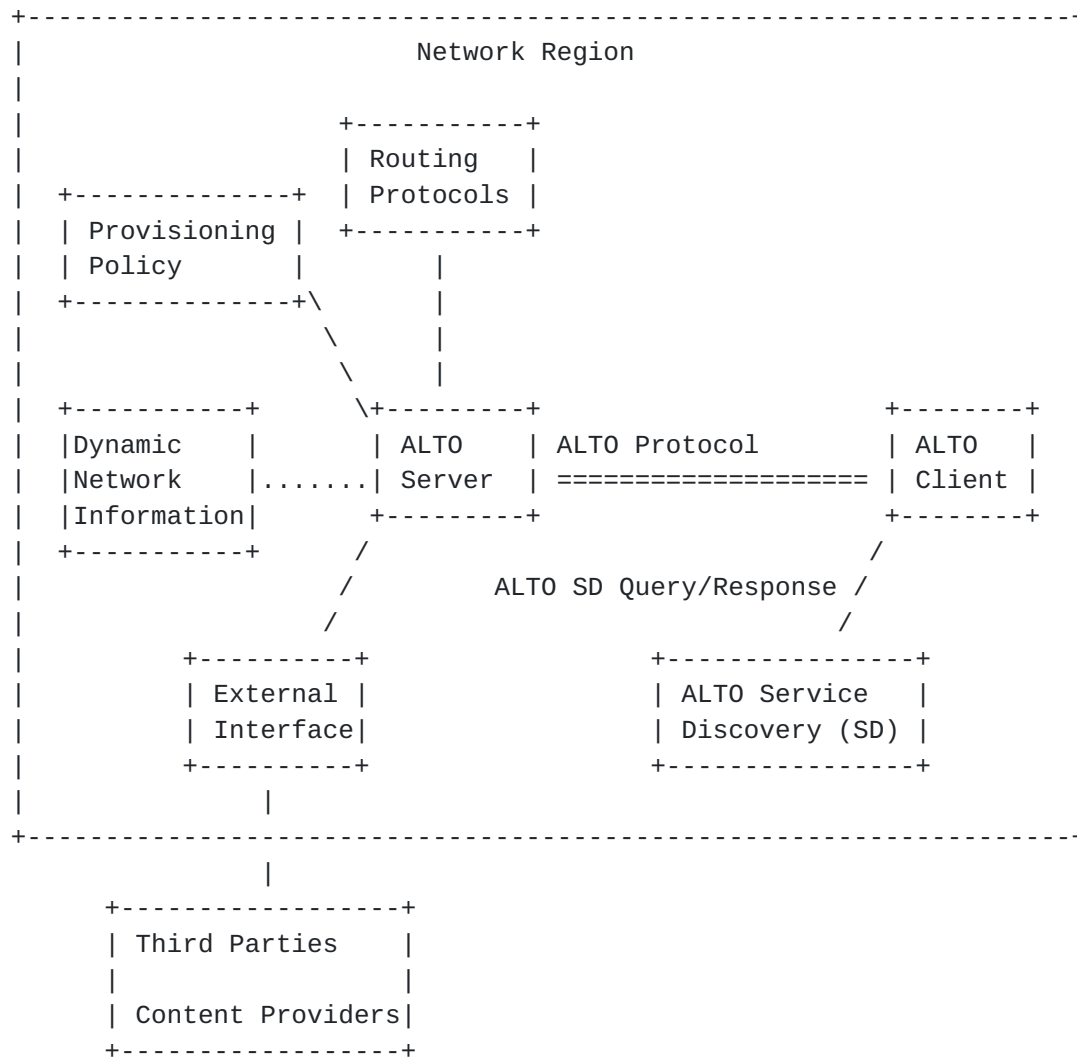 Network Region
Routing
Protocols
Provisioning
Policy
Dynamic
Network
Information
ALTO
Server
ALTO Protocol
====================
ALTO
Client
ALTO SD Query/Response
External
Interface
ALTO Service
Discovery (SD)
Third Parties
Content Providers